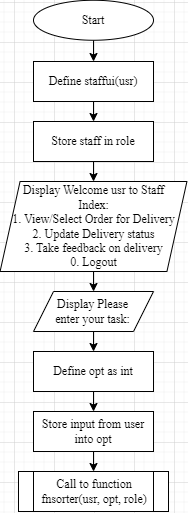 Start
Define staffui(usr)
Store staff in role
Display Welcome usr to Staff
Index:
1. View/Select Order for Delivery
2. Update Delivery status
3. Take feedback on delivery
0. Logout
Display Please
enter your task:
Define opt as int
Store input from user
into opt
Call to function
fnsorter(usr, opt, role)